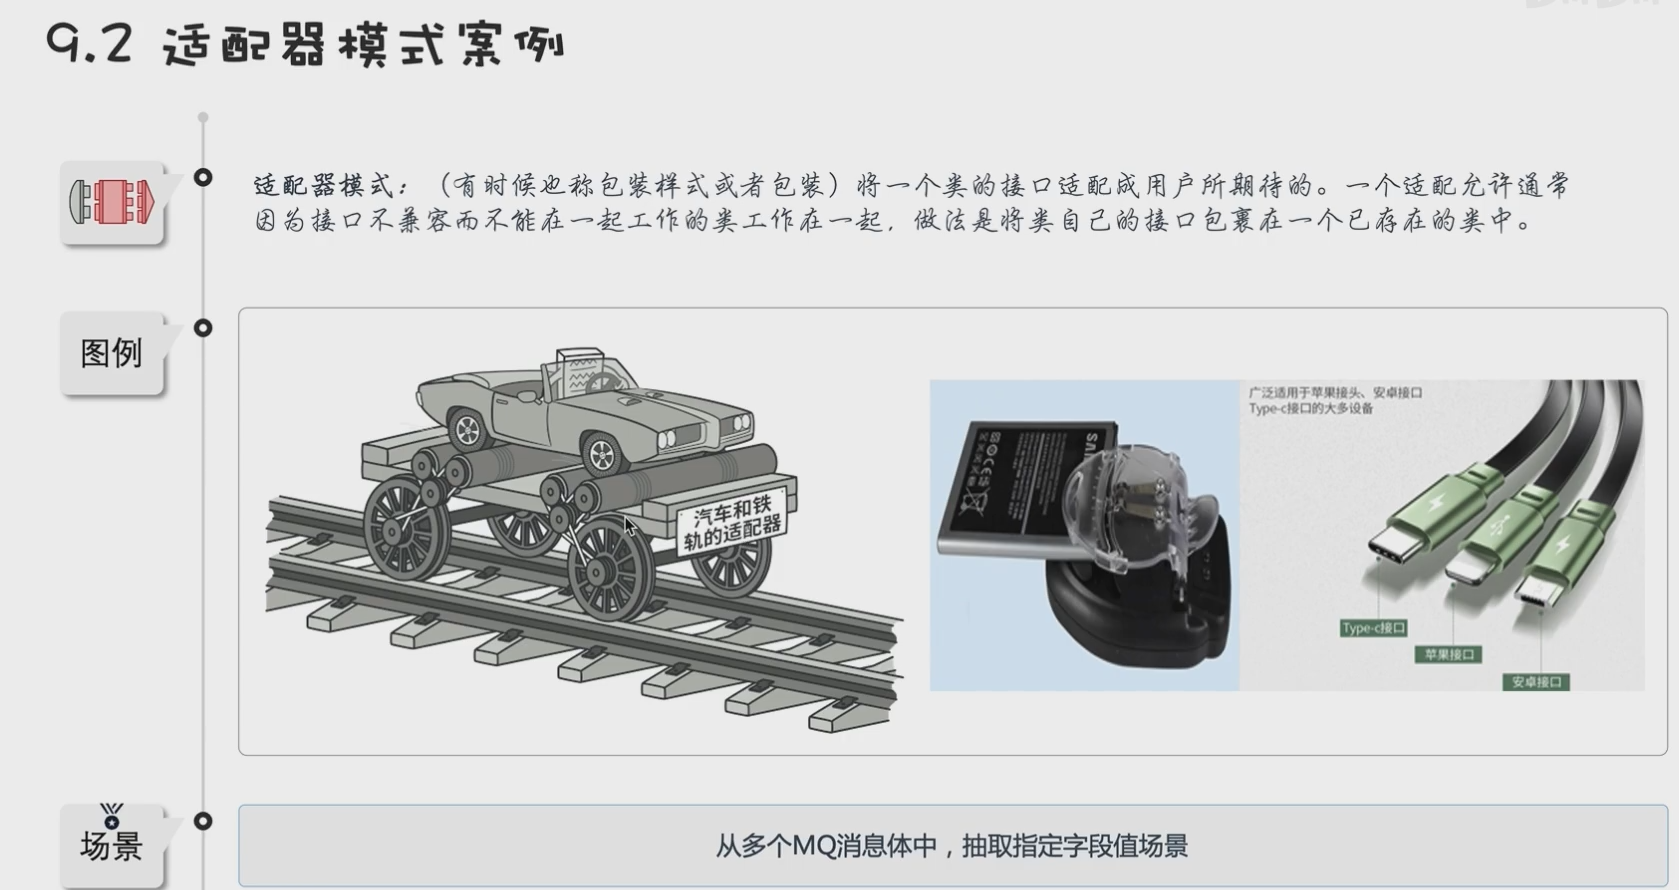 9.2 适配器模式案例
适配器模式：（有时候也称包装样式或者包装）将一个类的接口适配成用户所期待的。一个适配允许通常
因为接口不兼容而不能在一起工作的类工作在一起，做法是将类自己的接口包裹在一个已存在的类中。
图例
汽车和铁
轨的适配器
广泛适用于苹果接头、安卓接口
Type-c接口的大多设备
Type-c接口
苹果接口
安卓接口
场景
从多个MQ消息体中，抽取指定字段值场景